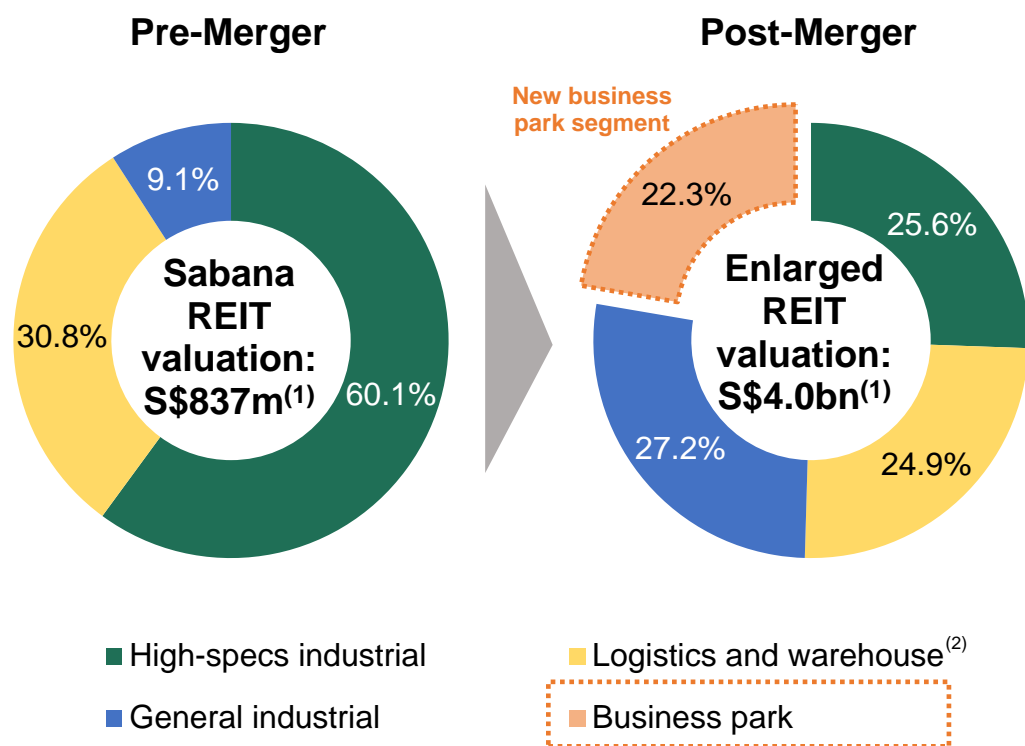 Pre-Merger
Post-Merger
New business
park segment
9.1%
30.8%
60.1%
Sabana
REIT
valuation:
S$837m(1)
22.3%
25.6%
27.2%
24.9%
Enlarged
REIT
valuation:
S$4.0bn(1)
High-specs industrial
Logistics and warehouse(2)
General industrial
Business park